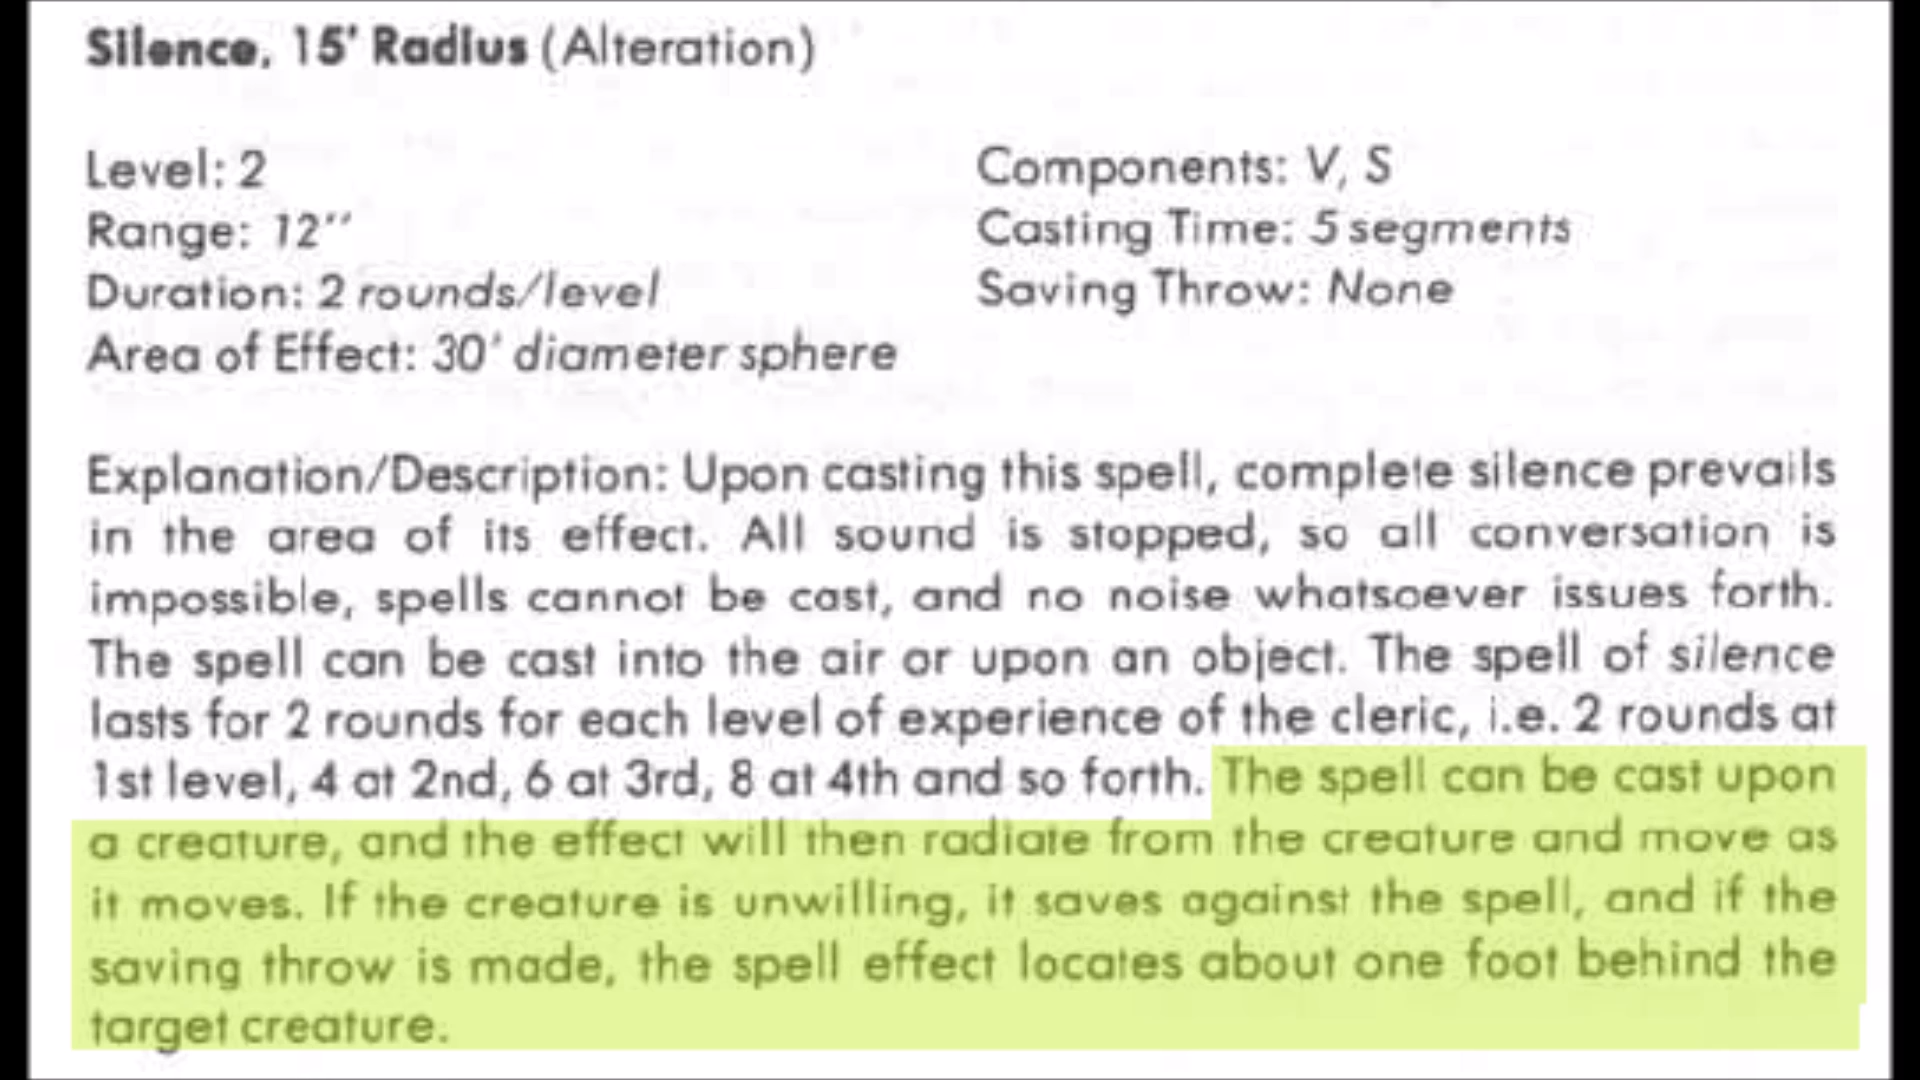 Silence, 15' Radius (Alteration)
Level: 2
Range: 12''
Duration: 2 rounds/level
Area of Effect: 30' diameter sphere
Components: V, S
Casting Time: 5 segments
Saving Throw: None
Explanation/Description: Upon casting this spell, complete silence prevails
in the area of its effect. All sound is stopped, so all conversation is
impossible, spells cannot be cast, and no noise whatsoever issues forth.
The spell can be cast into the air or upon an object. The spell of silence
lasts for 2 rounds for each level of experience of the cleric, i.e. 2 rounds at
1st level, 4 at 2nd, 6 at 3rd, 8 at 4th and so forth. The spell can be cast upon
a creature, and the effect will then radiate from the creature and move as
it moves. If the creature is unwilling, it saves against the spell, and if the
saving throw is made, the spell effect locates about one foot behind the
target creature.